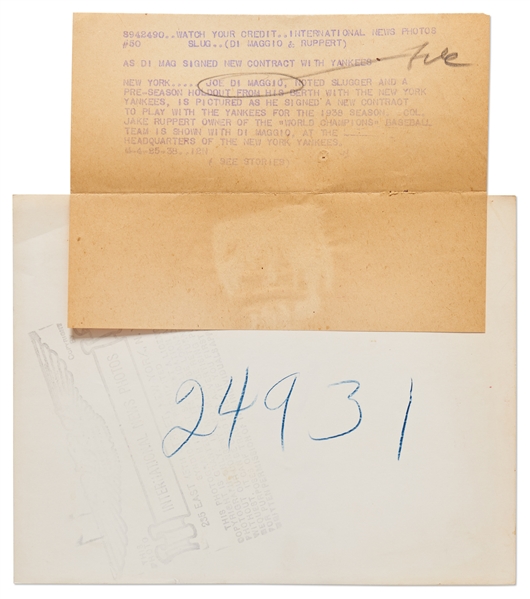 S942490..WATCH YOUR CREDIT..INTERNATIONAL NEWS PHOTOS
#30 SLUG..(DI MAGGIO & RUPPERT)
AS DI MAG SIGNED NEW CONTRACT WITH YANKEES
NEW YORK....JOE DI MAGGIO, NOTED SLUGGER AND A
PRE-SEASON HOLDOUT FROM HIS BERTH WITH THE NEW YORK
YANKEES, IS PICTURED AS HE SIGNED A NEW CONTRACT
TO PLAY WITH THE YANKEES FOR THE 1938 SEASON. .COL.
JAKE RUPPERT OWNER OF THE "WORLD CHAMPIONS" BASEBALL
TEAM IS SHOWN WITH DI MAGGIO, AT THE
HEADQUARTERS OF THE NEW YORK YANKEES.
(SEE STORIES)
24931